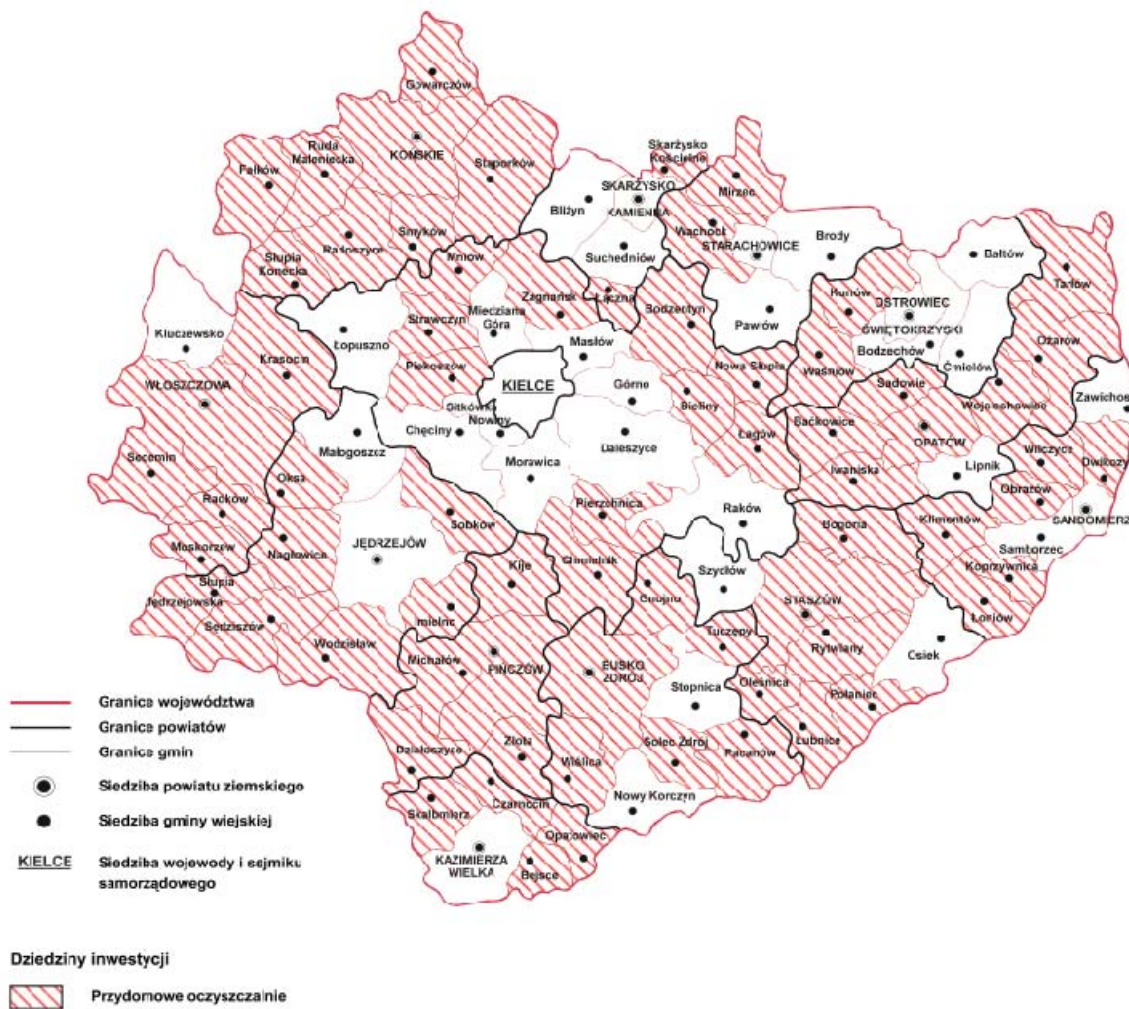 Gowarczów
Skarżysko
Kościelne
Ruda
Maleniecka
KOŃSKIE
Stąporków
Fałków
SKARŻYSKO
KAMIENNA
Mirzec
Bliżyn
Wąchock
Brody
Radoszyce
Smyków
STARACHOWICE
Słupia
Konecka
Mniów
Suchedniów
Bałtów
Tarłów
Zagnańsk
Łączna
Bodzentyn
Kunów
OSTROWIEC
ŚWIĘTOKRZYSKI
Kluczewsko
Łopuszno
Strawczyn
Miedziana
Góra
Masłów
Pawów
Bodzechów
Ćmielów
Ożarów
Krasocin
Piekoszów
Nowa Słupia
Waśniów
Sadowie
WŁOSZCZOWA
KIELCE
Górno
Bieliny
Wojciechowice
Zawichost
Sitkówka
Nowiny
Chęciny
Daleszyce
Łagów
Baćkowice
OPATÓW
Małogoszcz
Morawica
Iwaniska
Lipnik
Wilczyce
Dwikozy
Secemin
Oksa
Obrazów
Radków
Sobków
Pierzchnica
Raków
Bogoria
Klimontów
SANDOMIERZ
Moskorzew
Nagłowice
JĘDRZEJÓW
Kije
Chmielnik
Szydłów
Samborzec
Koprzywnica
Słupia
Jędrzejowska
Gnojno
STASZÓW
Łoniów
Sędziszów
Imielno
Tuczępy
Rytwiany
Wodzisław
Michałów
PIŃCZÓW
BUSKO
ZDRÓJ
Osiek
Stopnica
Oleśnica
Połaniec
Granice województwa
Granice powiatów
Działoszyce
Złota
Solec Zdrój
Pacanów
Łubnice
Granice gmin
Wiślica
Siedziba powiatu ziemskiego
Skalbmierz
Czarnocin
Nowy Korczyn
Siedziba gminy wiejskiej
Opatowiec
KIELCE Siedziba wojewody i sejmiku
samorządowego
KAZIMIERZA
WIELKA
Bejsce
Dziedziny inwestycji
Przydomowe oczyszczalnie